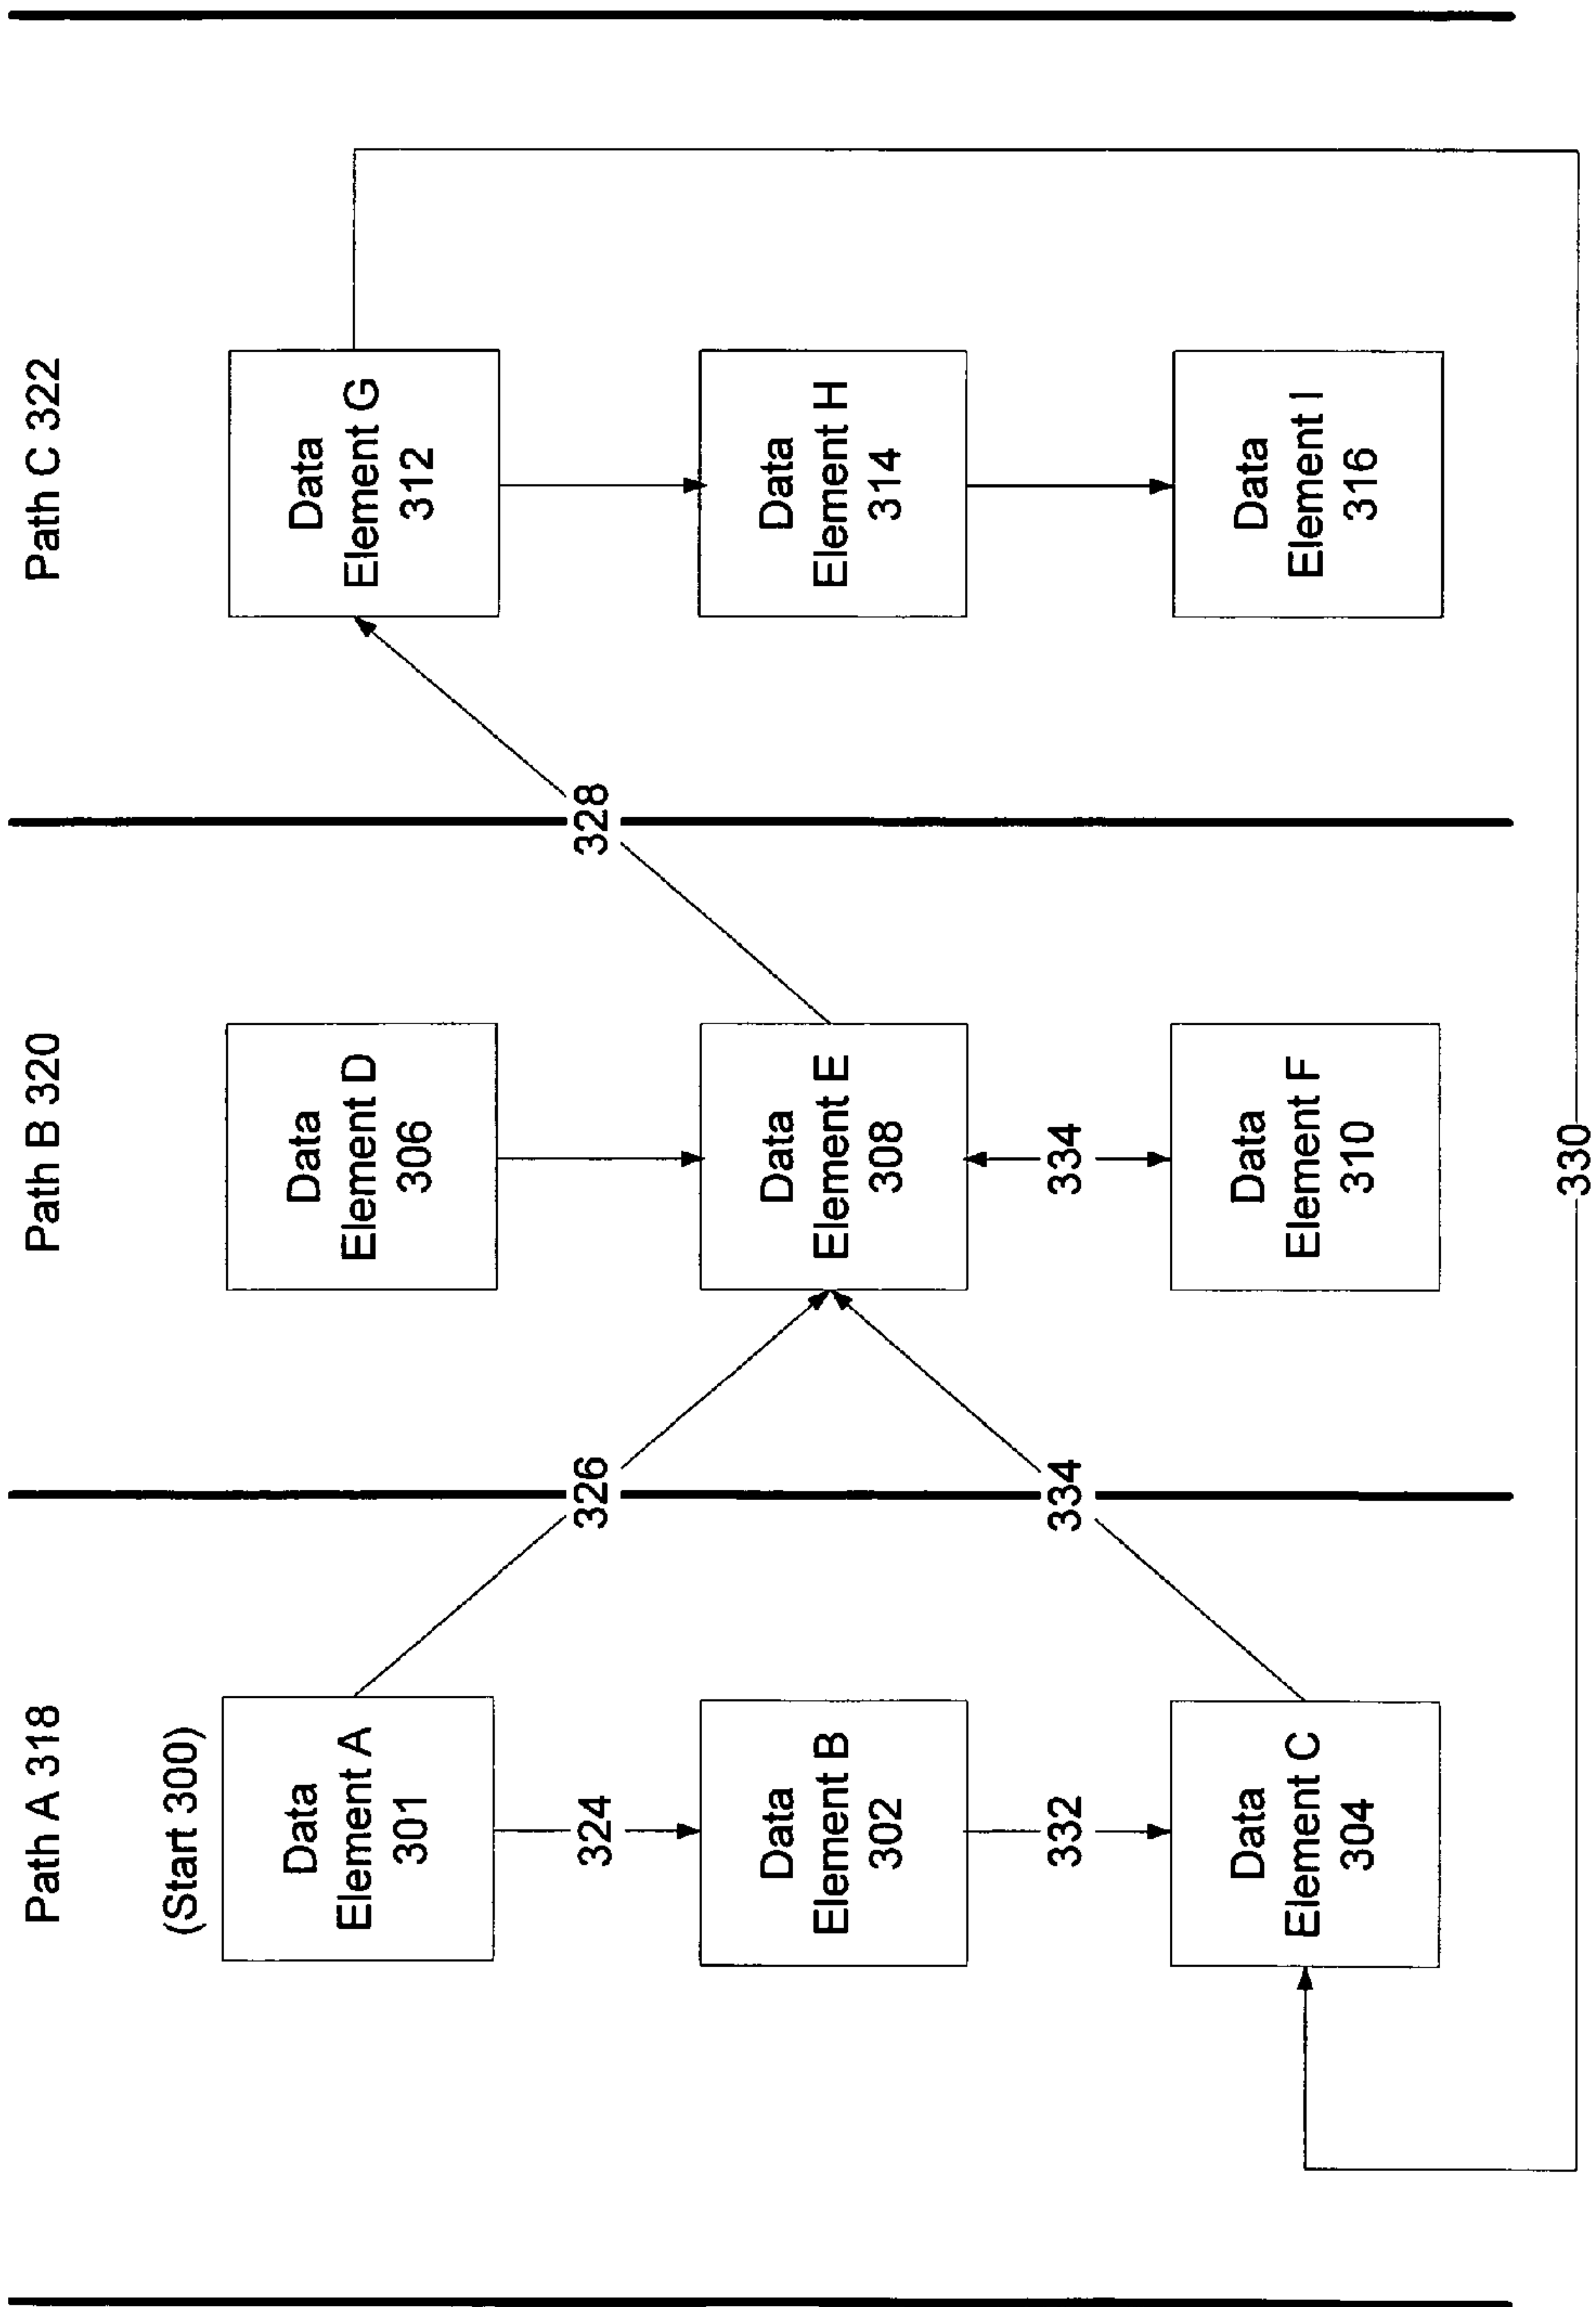 Path A 318
Path B 320
Path C 322
(Start 300)
Data
Element A
301
Data
Element D
306
Data
Element G
312
324
326
328
Data
Element B
302
Data
Element E
308
Data
Element H
314
332
334
334
Data
Element C
304
Data
Element F
310
Data
Element I
316
330